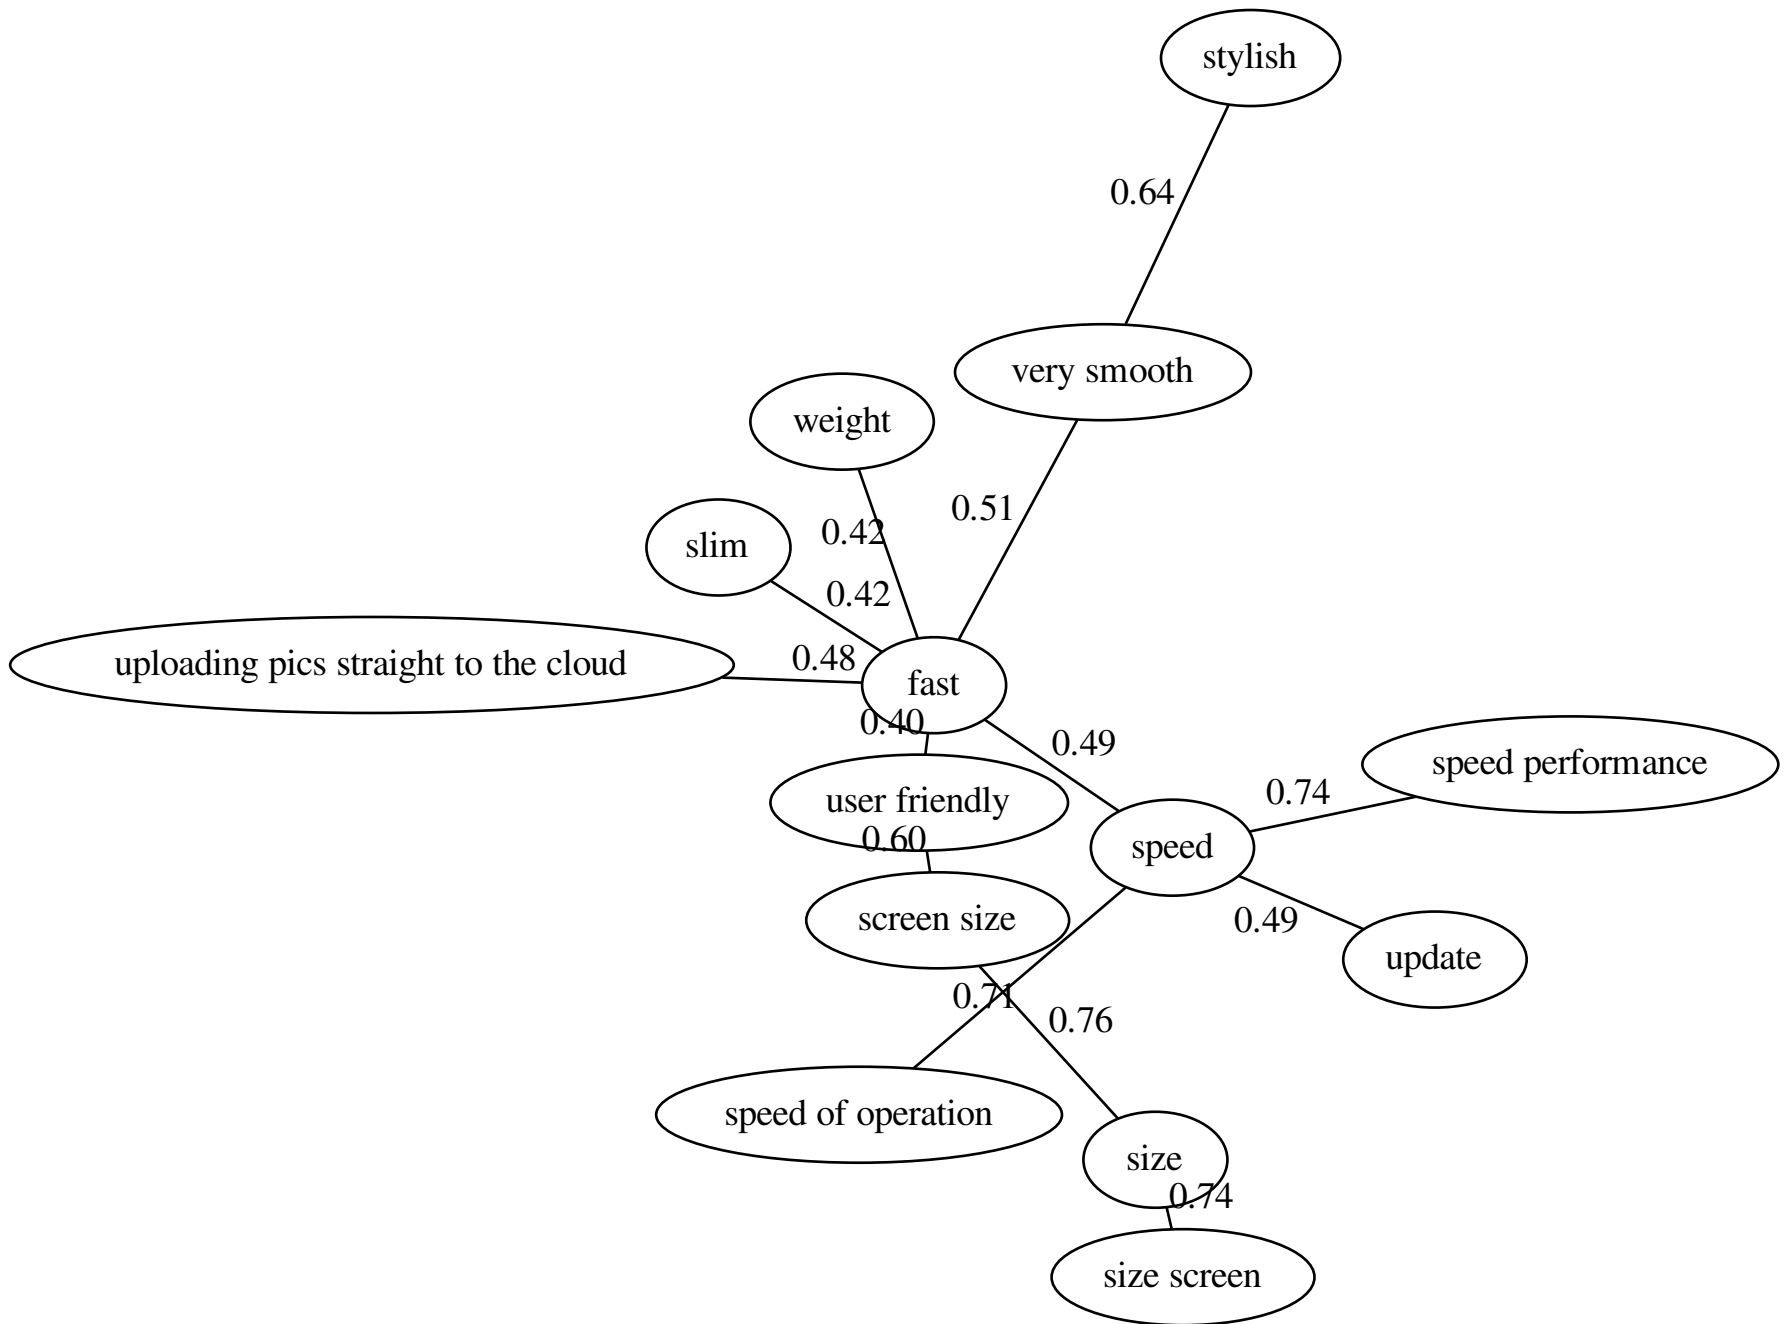 stylish
0.64
very smooth
weight
0.51
0.42
slim
0.42
uploading pics straight to the cloud
0.48
fast
0.40
0.49
speed performance
0.74
user friendly
0.60
speed
screen size
0.49
update
0.71
0.76
speed of operation
size
0.74
size screen